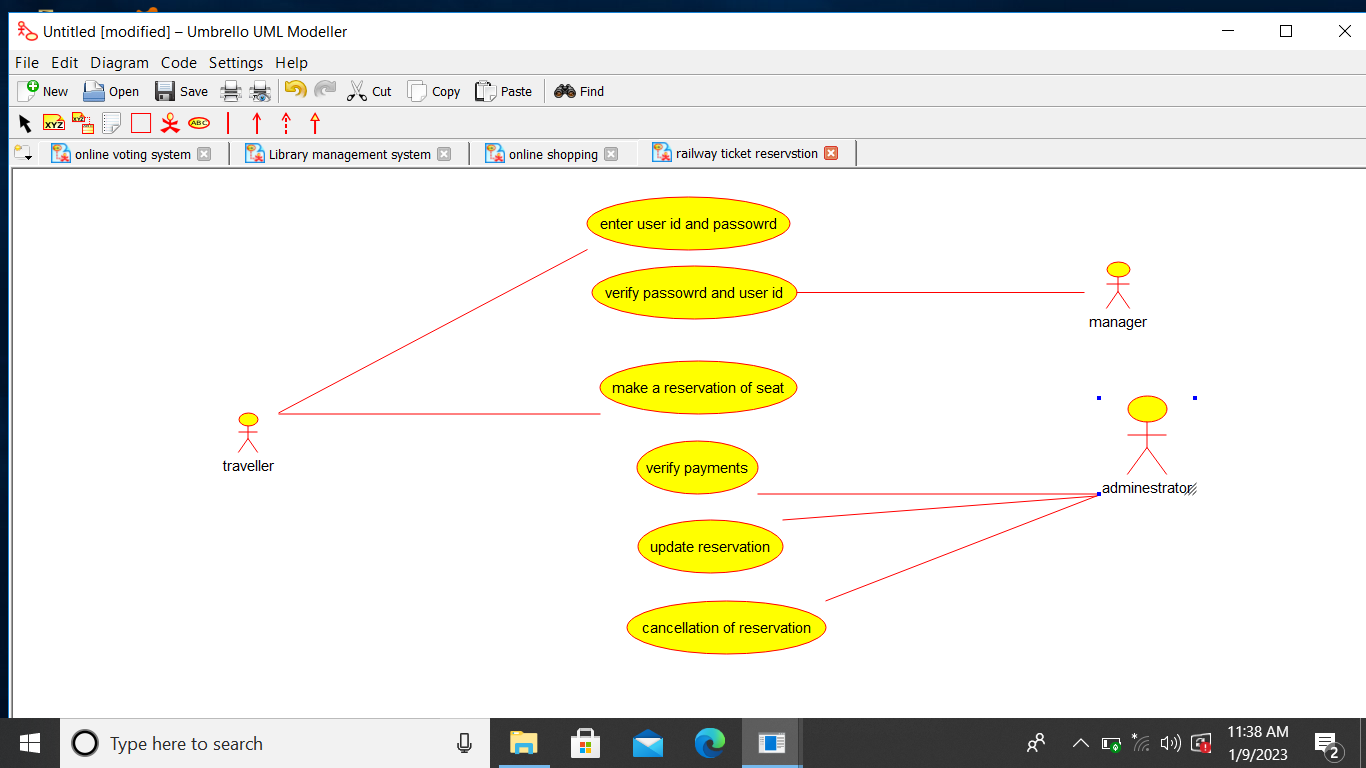 Untitled [modified] – Umbrello UML Modeller
File Edit Diagram Code Settings Help
New Open Save Cut Copy Paste Find
XYZ XYZ ABC
online voting system Library management system online shopping railway ticket reservstion
enter user id and passowrd
verify passowrd and user id
manager
make a reservation of seat
traveller
verify payments
adminestrator
update reservation
cancellation of reservation
Type here to search
11:38 AM
1/9/2023
2